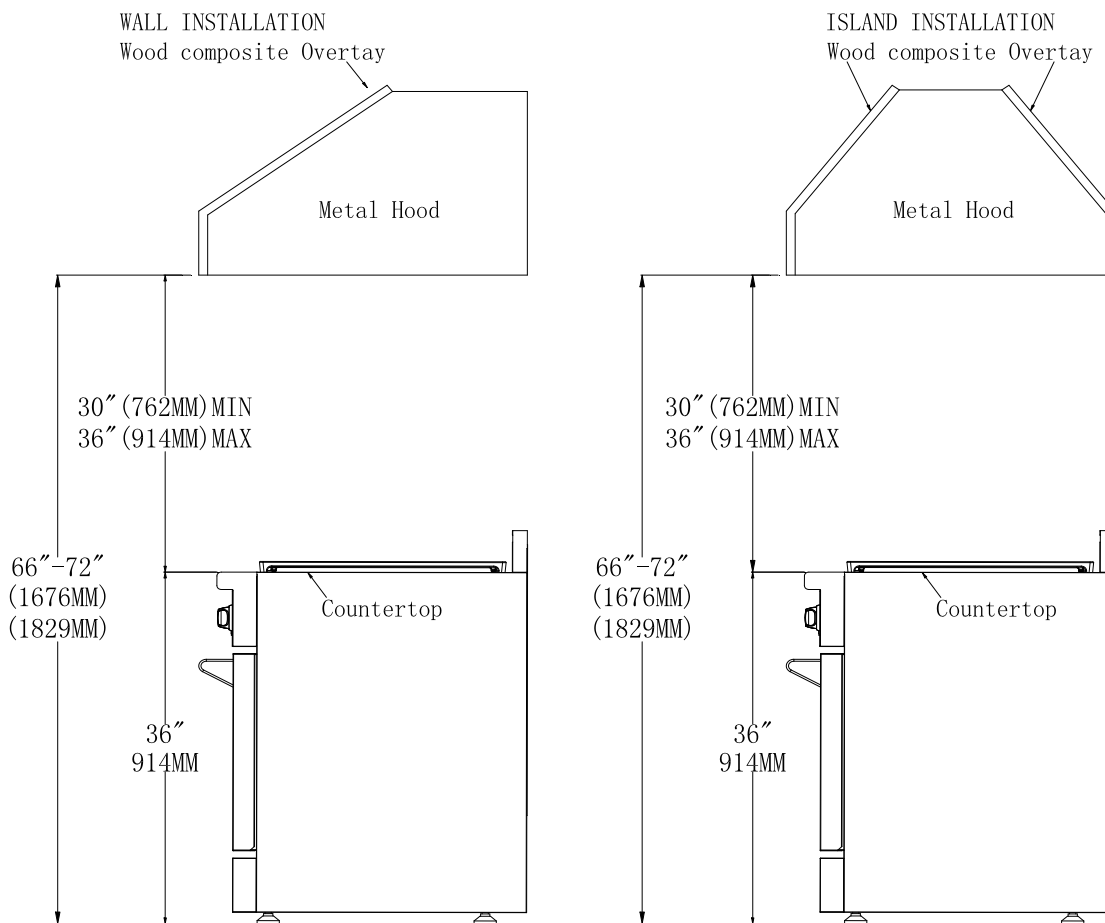 WALL INSTALLATION
Wood composite Overtay
Metal Hood
30″(762MM)MIN
36″(914MM)MAX
66″-72″
(1676MM)
(1829MM)
Countertop
36″
914MM
ISLAND INSTALLATION
Wood composite Overtay
Metal Hood
30″(762MM)MIN
36″(914MM)MAX
66″-72″
(1676MM)
(1829MM)
Countertop
36″
914MM